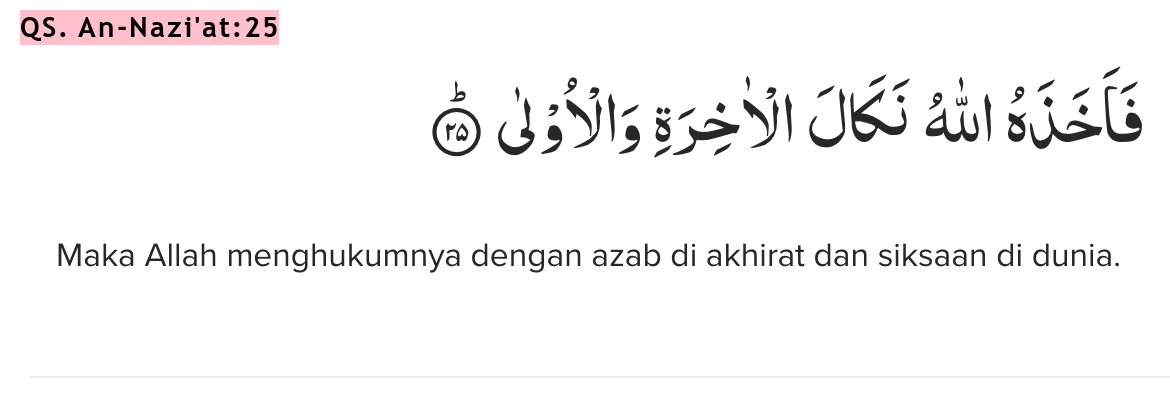 QS. An-Nazi'at:25
فَاَخَذَهُ اللّٰهُ نَكَالَ الْاٰخِرَةِ وَالْاُوْلٰىۗ ۝٢٥
Maka Allah menghukumnya dengan azab di akhirat dan siksaan di dunia.